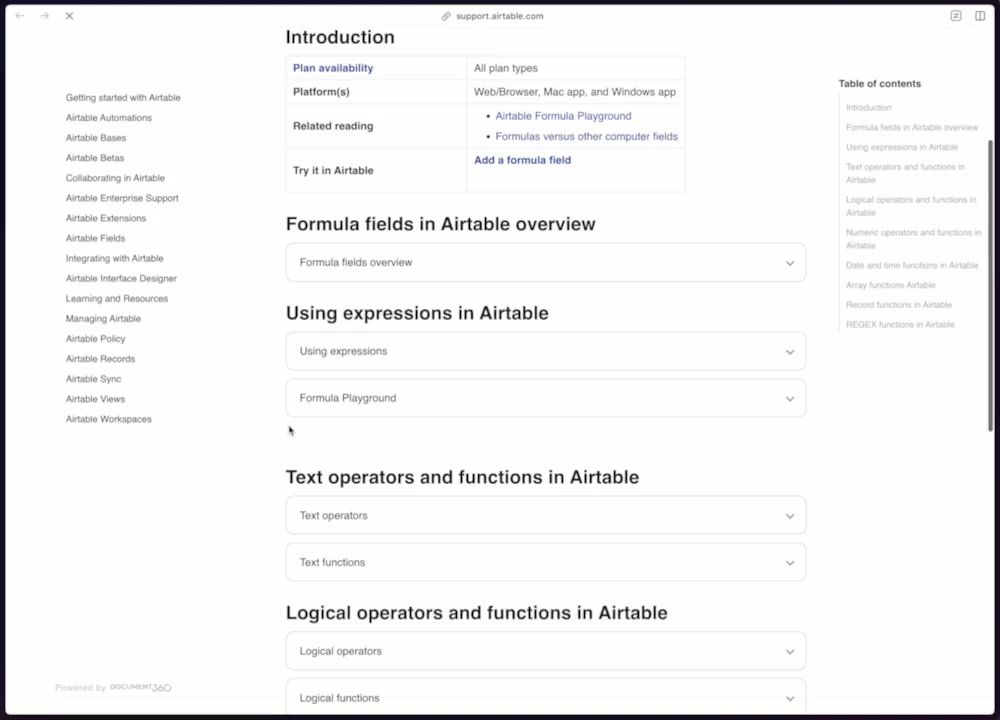 support.airtable.com
Getting started with Airtable
Airtable Automations
Airtable Bases
Airtable Betas
Collaborating in Airtable
Airtable Enterprise Support
Airtable Extensions
Airtable Fields
Integrating with Airtable
Airtable Interface Designer
Learning and Resources
Managing Airtable
Airtable Policy
Airtable Records
Airtable Sync
Airtable Views
Airtable Workspaces
Powered by DOCUMENT360
Introduction
Plan availability
All plan types
Platform(s)
Web/Browser, Mac app, and Windows app
Related reading
• Airtable Formula Playground
• Formulas versus other computer fields
Try it in Airtable
Add a formula field
Formula fields in Airtable overview
Formula fields overview
Using expressions in Airtable
Using expressions
Formula Playground
Text operators and functions in Airtable
Text operators
Text functions
Logical operators and functions in Airtable
Logical operators
Logical functions
Table of contents
Introduction
Formula fields in Airtable overview
Using expressions in Airtable
Text operators and functions in
Airtable
Logical operators and functions in
Airtable
Numeric operators and functions in
Airtable
Date and time functions in Airtable
Array functions Airtable
Record functions in Airtable
REGEX functions in Airtable